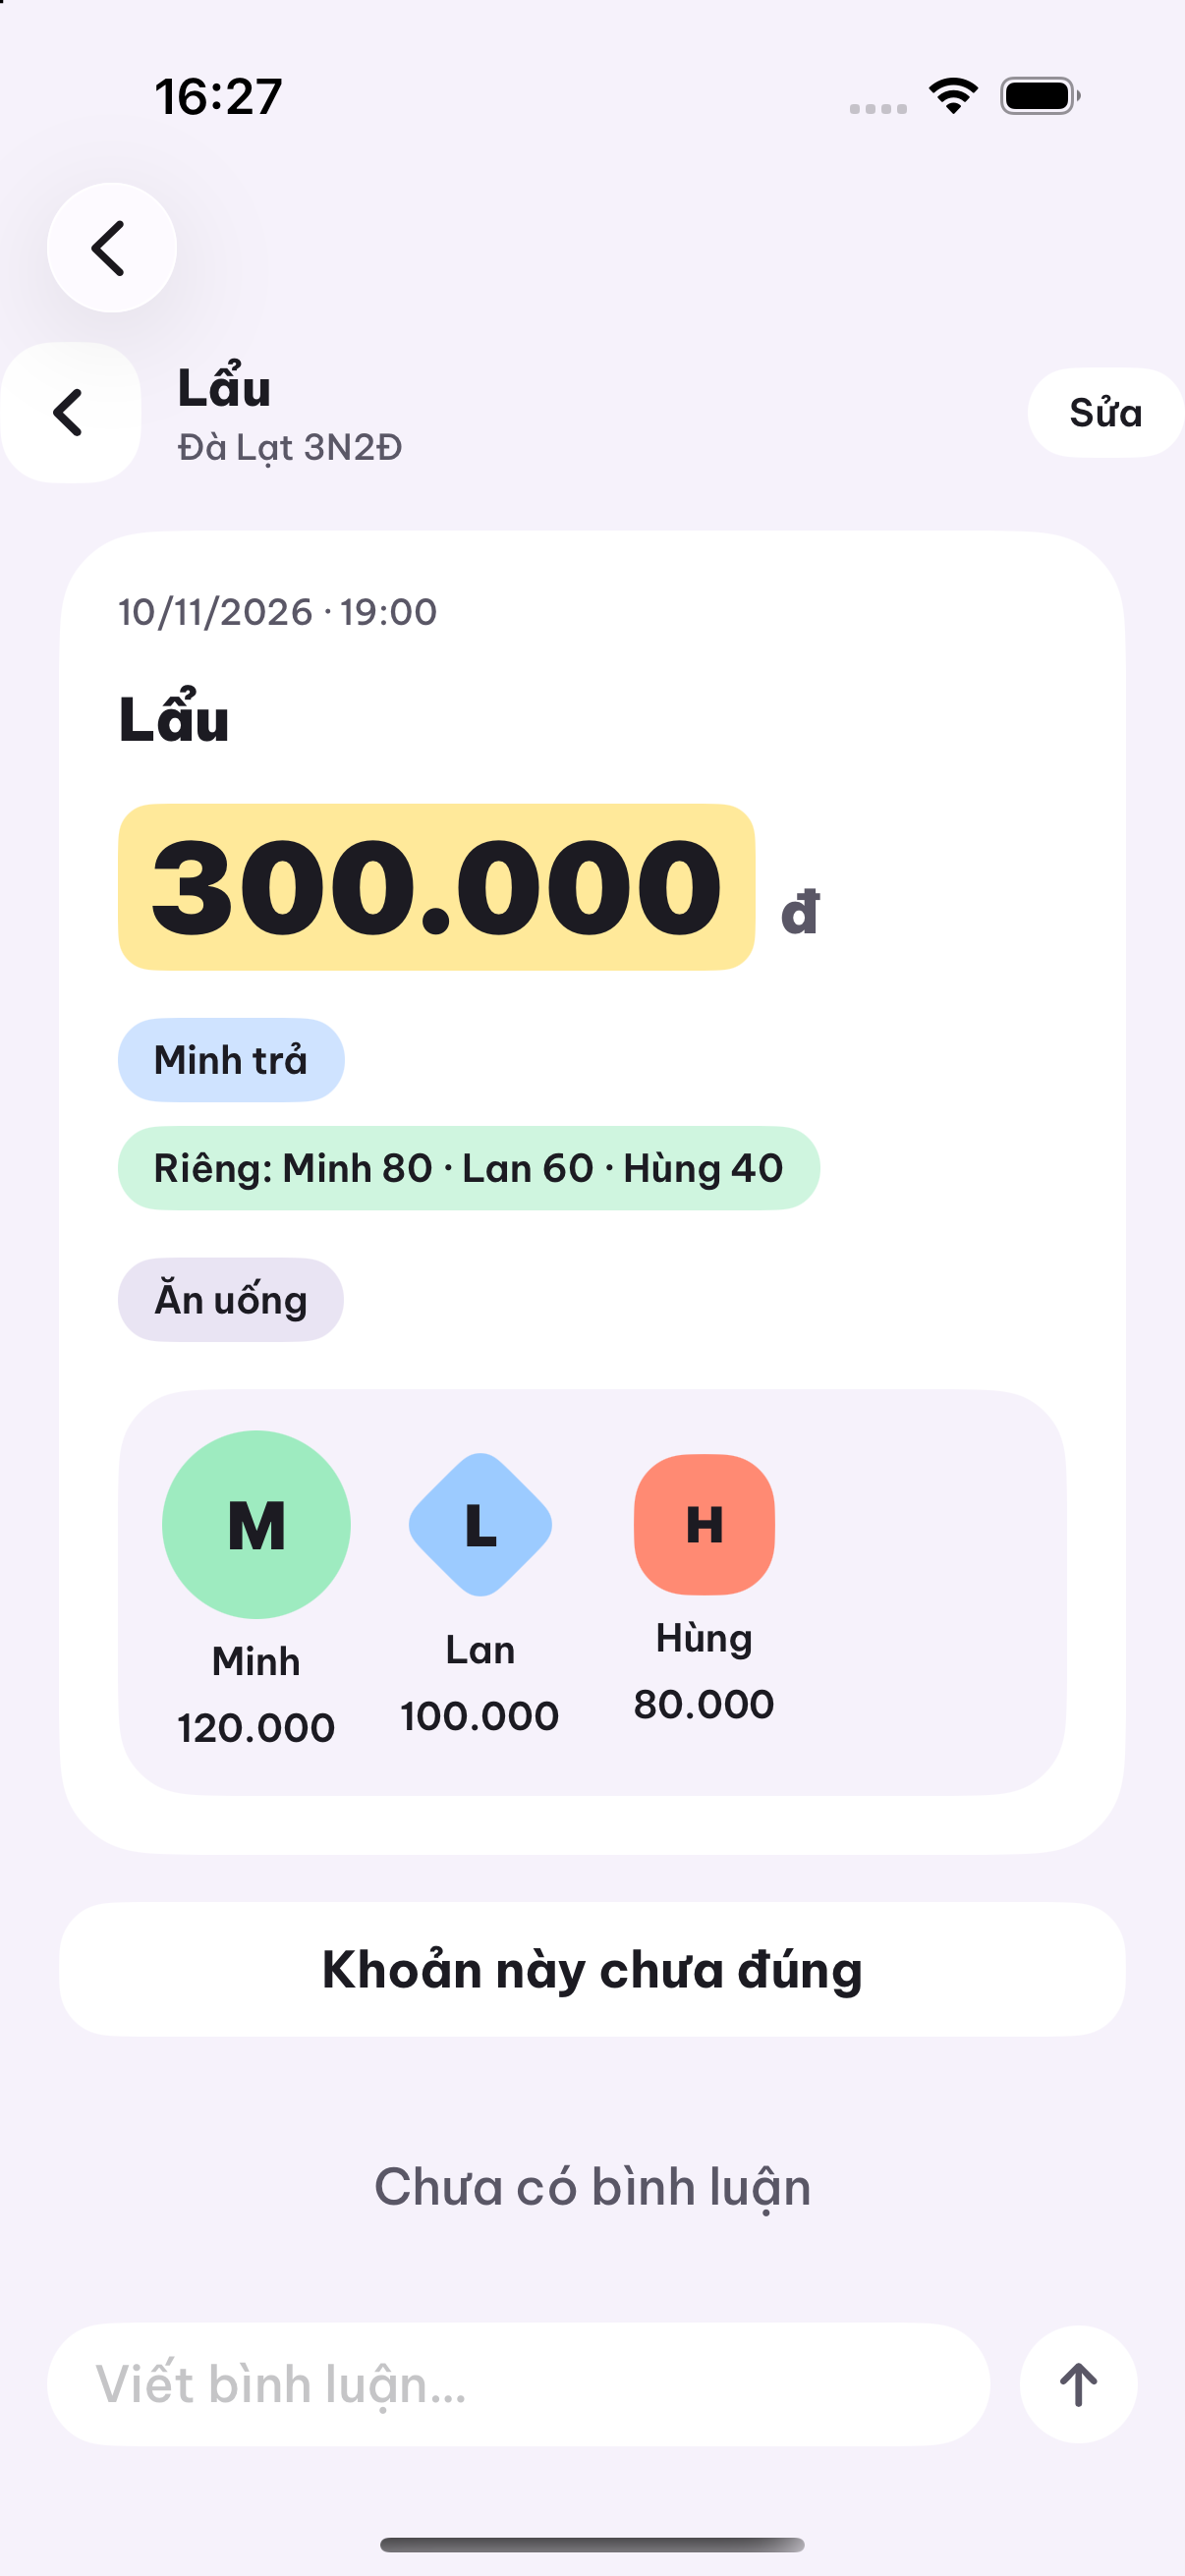 16:27
Lẩu
Đà Lạt 3N2Đ
Sửa
10/11/2026 · 19:00
Lẩu
300.000 đ
Minh trả
Riêng: Minh 80 · Lan 60 · Hùng 40
Ăn uống
M L H
Minh Lan Hùng
120.000 100.000 80.000
Khoản này chưa đúng
Chưa có bình luận
Viết bình luận...